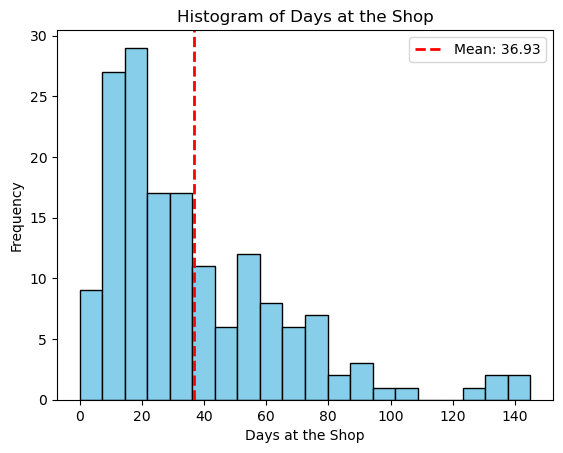 Histogram of Days at the Shop
Mean: 36.93
Frequency
30
25
20
15
10
5
0
0 20 40 60 80 100 120 140
Days at the Shop